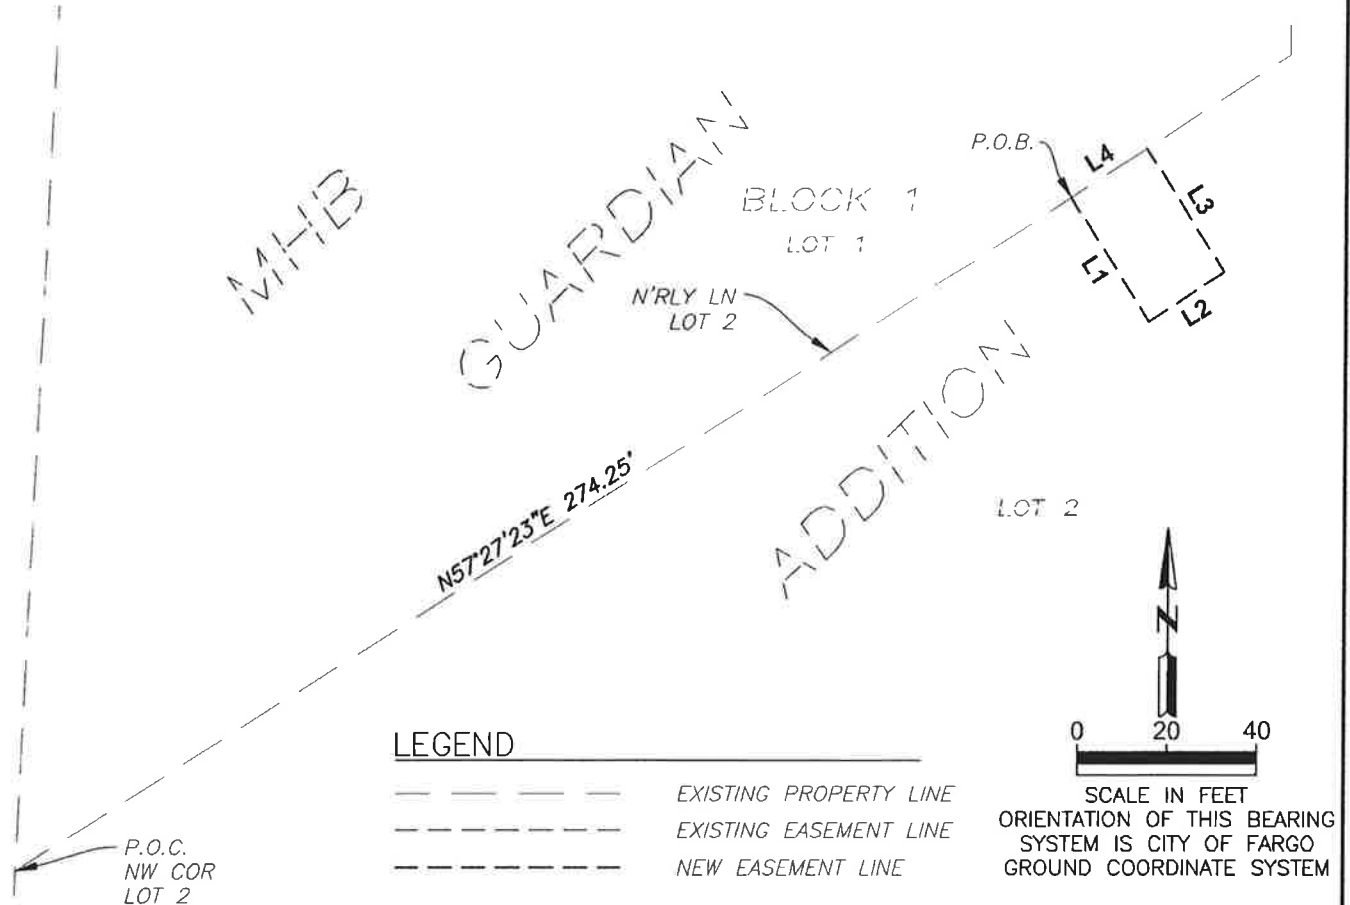 P.O.B.
L4
L3
L1
L2
MHB
GUARDIAN
ADDITION
BLOCK 1
LOT 1
N'RLY LN
LOT 2
N57°27'23"E 274.25'
LOT 2
N
0 20 40
SCALE IN FEET
ORIENTATION OF THIS BEARING
SYSTEM IS CITY OF FARGO
GROUND COORDINATE SYSTEM
LEGEND
EXISTING PROPERTY LINE
EXISTING EASEMENT LINE
NEW EASEMENT LINE
P.O.C.
NW COR
LOT 2